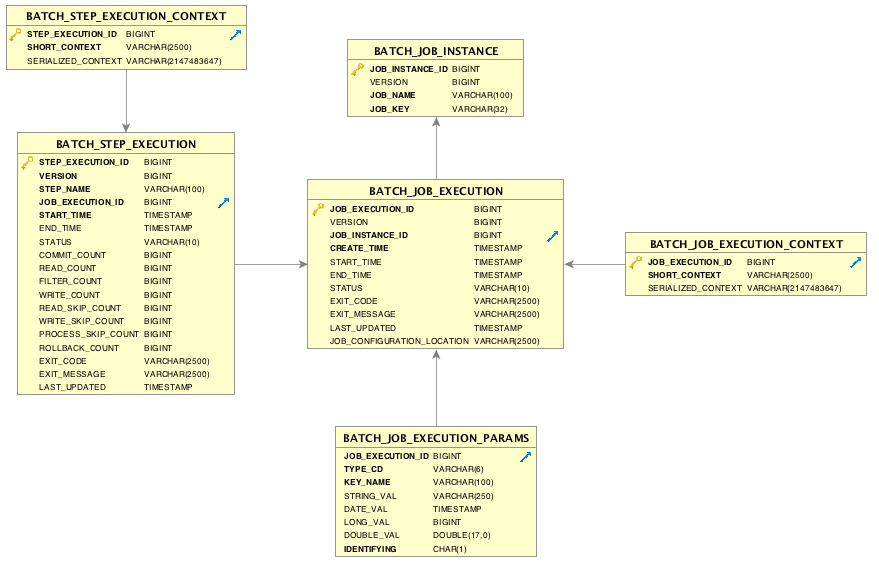 BATCH_STEP_EXECUTION_CONTEXT
STEP_EXECUTION_ID BIGINT
SHORT_CONTEXT VARCHAR(2500)
SERIALIZED_CONTEXT VARCHAR(2147483647)
BATCH_JOB_INSTANCE
JOB_INSTANCE_ID BIGINT
VERSION BIGINT
JOB_NAME VARCHAR(100)
JOB_KEY VARCHAR(32)
BATCH_STEP_EXECUTION
STEP_EXECUTION_ID BIGINT
VERSION BIGINT
STEP_NAME VARCHAR(100)
JOB_EXECUTION_ID BIGINT
START_TIME TIMESTAMP
END_TIME TIMESTAMP
STATUS VARCHAR(10)
COMMIT_COUNT BIGINT
READ_COUNT BIGINT
FILTER_COUNT BIGINT
WRITE_COUNT BIGINT
READ_SKIP_COUNT BIGINT
WRITE_SKIP_COUNT BIGINT
PROCESS_SKIP_COUNT BIGINT
ROLLBACK_COUNT BIGINT
EXIT_CODE VARCHAR(2500)
EXIT_MESSAGE VARCHAR(2500)
LAST_UPDATED TIMESTAMP
BATCH_JOB_EXECUTION
JOB_EXECUTION_ID BIGINT
VERSION BIGINT
JOB_INSTANCE_ID BIGINT
CREATE_TIME TIMESTAMP
START_TIME TIMESTAMP
END_TIME TIMESTAMP
STATUS VARCHAR(10)
EXIT_CODE VARCHAR(2500)
EXIT_MESSAGE VARCHAR(2500)
LAST_UPDATED TIMESTAMP
JOB_CONFIGURATION_LOCATION VARCHAR(2500)
BATCH_JOB_EXECUTION_CONTEXT
JOB_EXECUTION_ID BIGINT
SHORT_CONTEXT VARCHAR(2500)
SERIALIZED_CONTEXT VARCHAR(2147483647)
BATCH_JOB_EXECUTION_PARAMS
JOB_EXECUTION_ID BIGINT
TYPE_CD VARCHAR(6)
KEY_NAME VARCHAR(100)
STRING_VAL VARCHAR(250)
DATE_VAL TIMESTAMP
LONG_VAL BIGINT
DOUBLE_VAL DOUBLE(17,0)
IDENTIFYING CHAR(1)